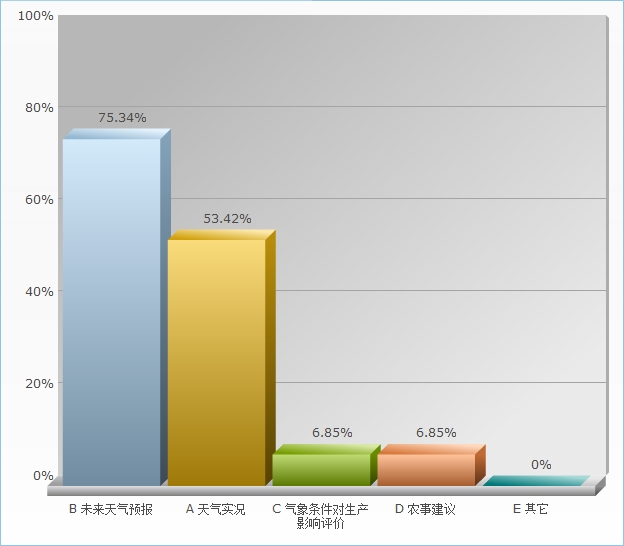 100%
80%
60%
40%
20%
0%
75.34%
53.42%
6.85%
6.85%
0%
B 未来天气预报
A 天气实况
C 气象条件对生产
影响评价
D 农事建议
E 其它